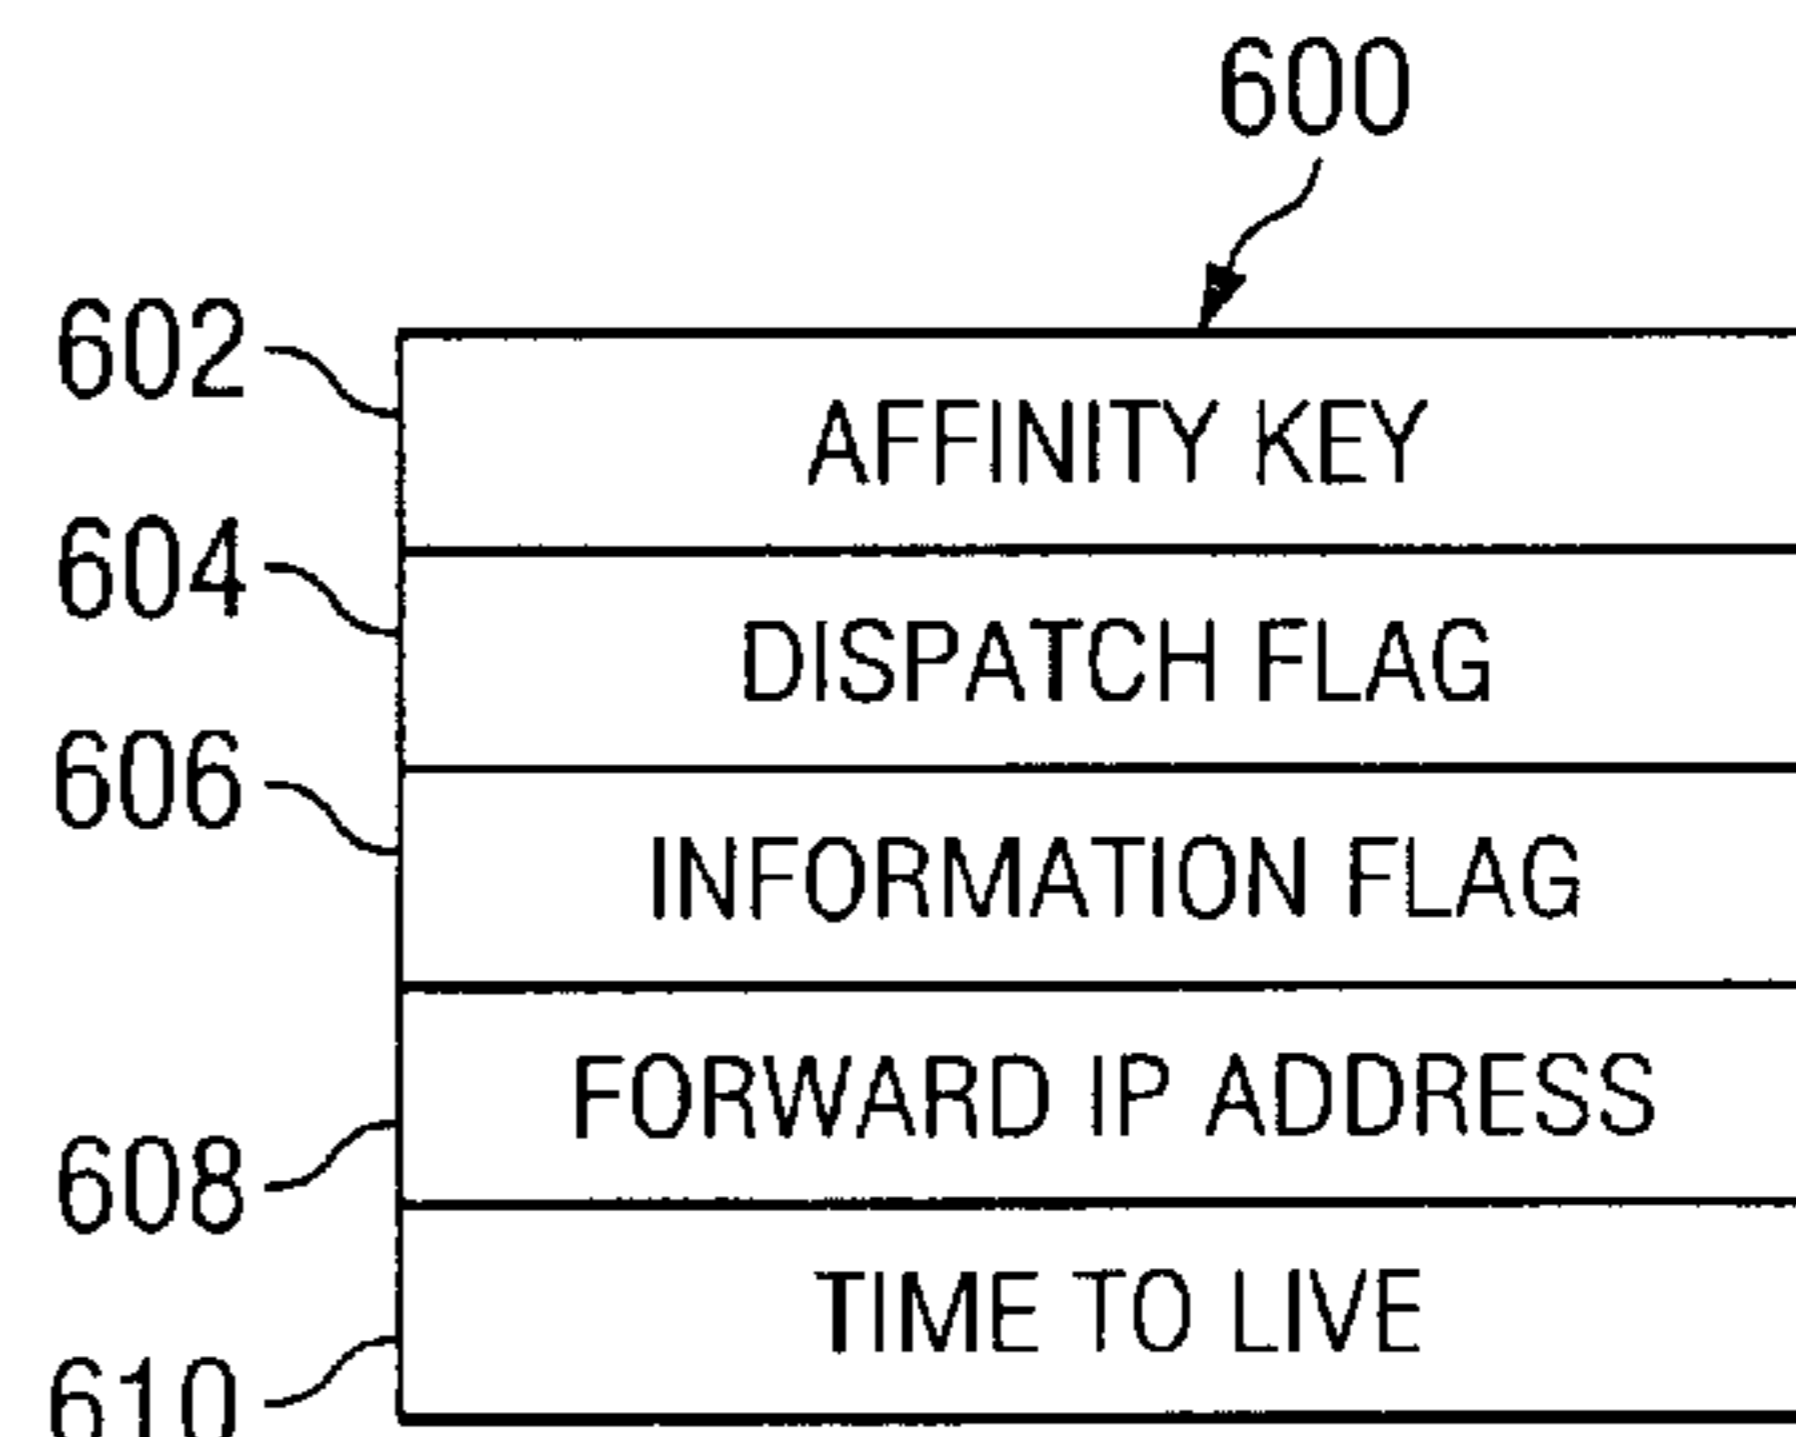 600
602
AFFINITY KEY
604
DISPATCH FLAG
606
INFORMATION FLAG
FORWARD IP ADDRESS
608
TIME TO LIVE
610